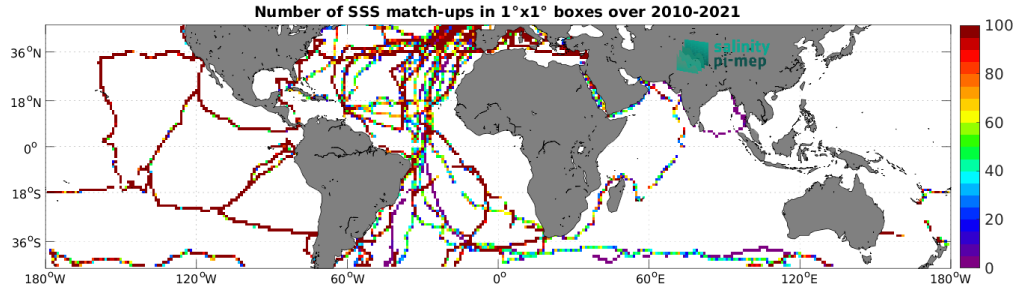 Number of SSS match-ups in 1°x1° boxes over 2010-2021
salinity
pi-mep
36°N
18°N
0°
18°S
36°S
180°W
120°W
60°W
0°
60°E
120°E
180°W
100
80
60
40
20
0